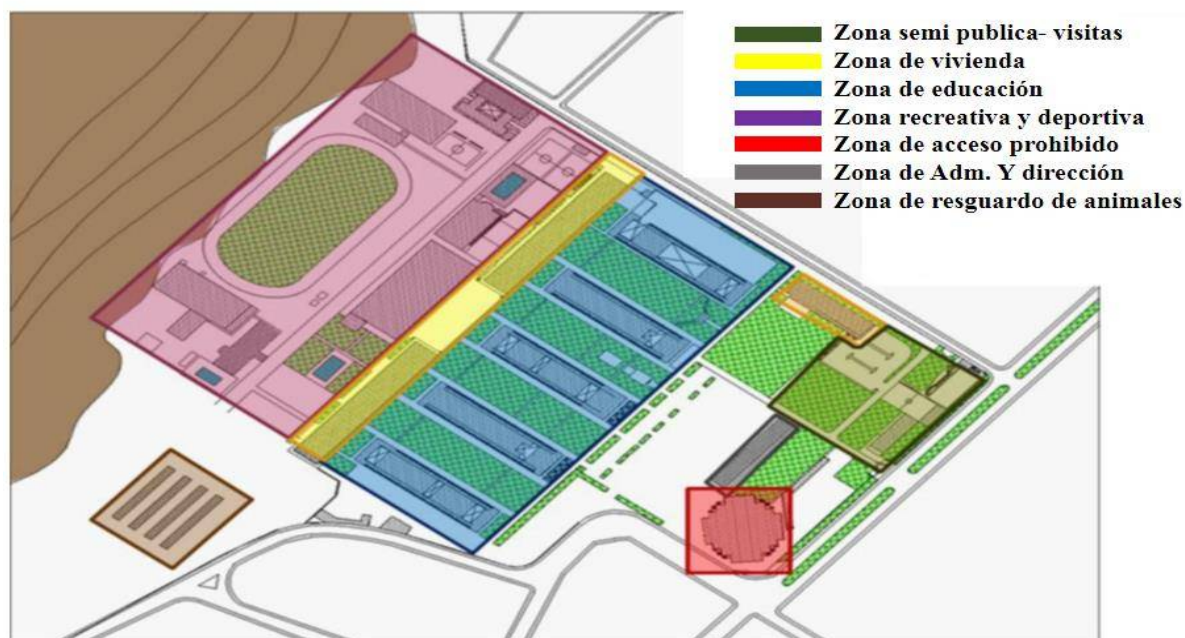 Zona semi publica- visitas
Zona de vivienda
Zona de educación
Zona recreativa y deportiva
Zona de acceso prohibido
Zona de Adm. Y dirección
Zona de resguardo de animales